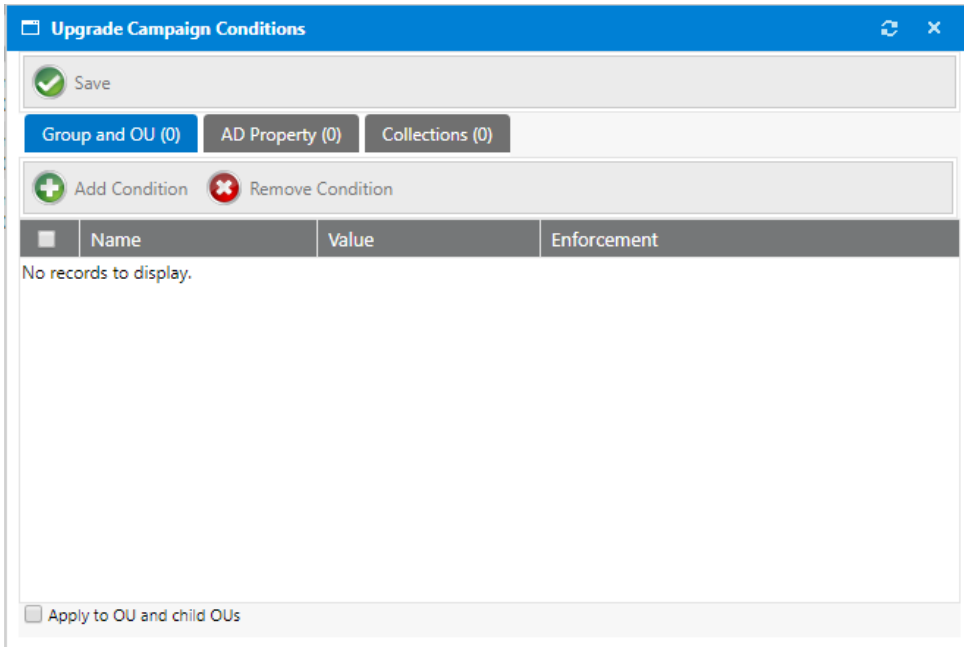 Upgrade Campaign Conditions
Save
Group and OU (0) AD Property (0) Collections (0)
Add Condition Remove Condition
Name Value Enforcement
No records to display.
Apply to OU and child OUs